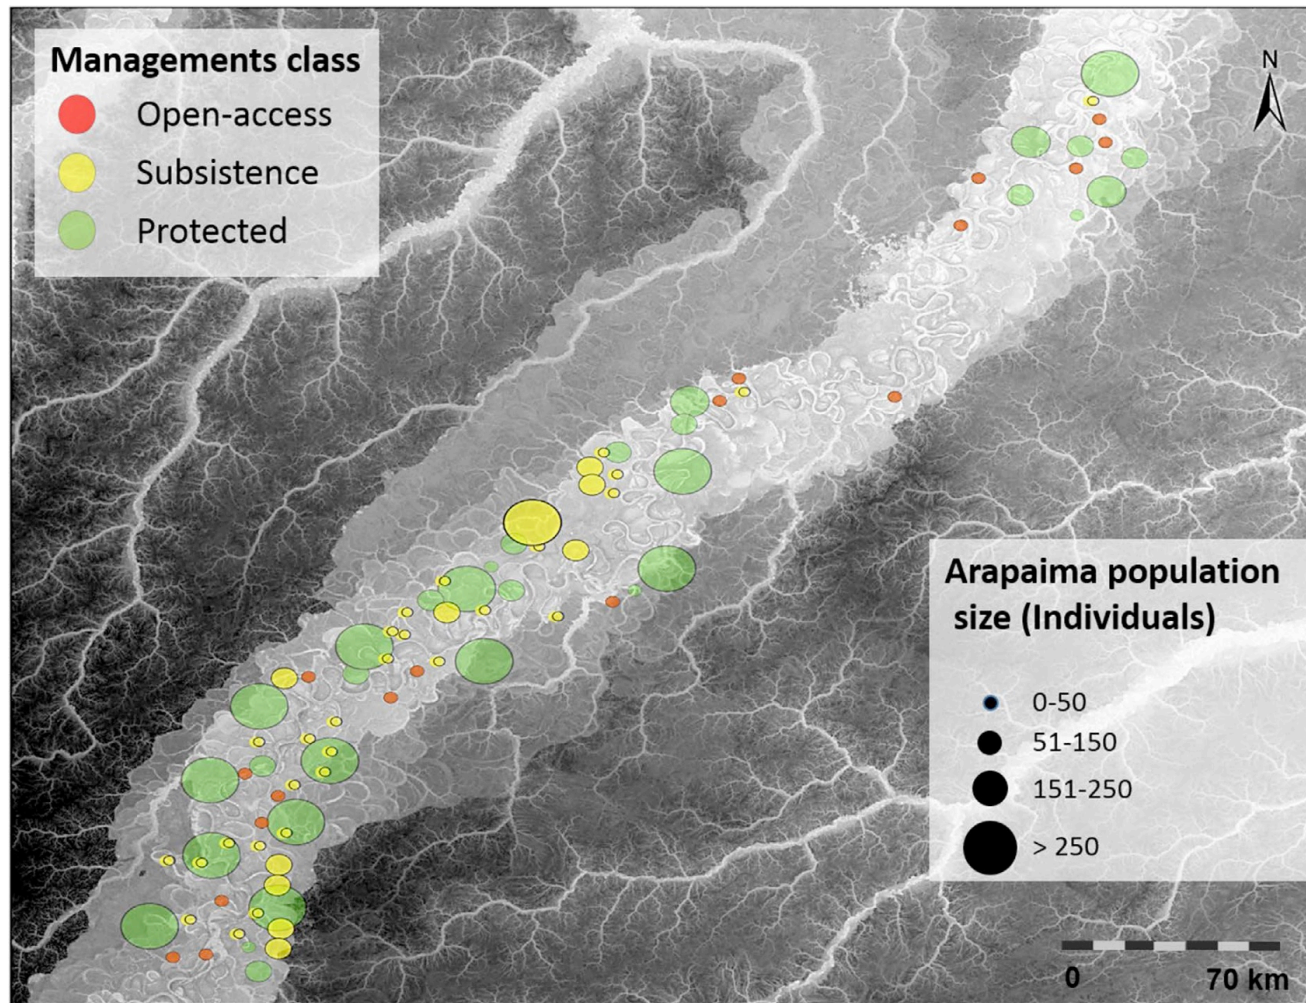 Managements class
Open-access
Subsistence
Protected
N
Arapaima population
size (Individuals)
0-50
51-150
151-250
> 250
0 70 km